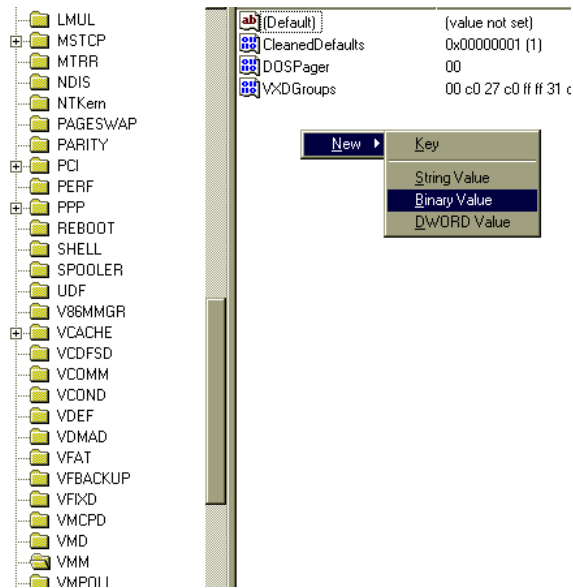 LMUL
MSTCP
MTRR
NDIS
NTKern
PAGESWAP
PARITY
PCI
PERF
PPP
REBOOT
SHELL
SPOOLER
UDF
V86MMGR
VCACHE
VCDFSD
VCOMM
VCOND
VDEF
VDMAD
VFAT
VFBACKUP
VFIXD
VMCPD
VMD
VMM
VMPOLL
ab (Default) (value not set)
CleanedDefaults 0x00000001 (1)
DOSPager 00
VXDGroups 00 c0 27 c0 ff ff 31
New
Key
String Value
Binary Value
DWORD Value